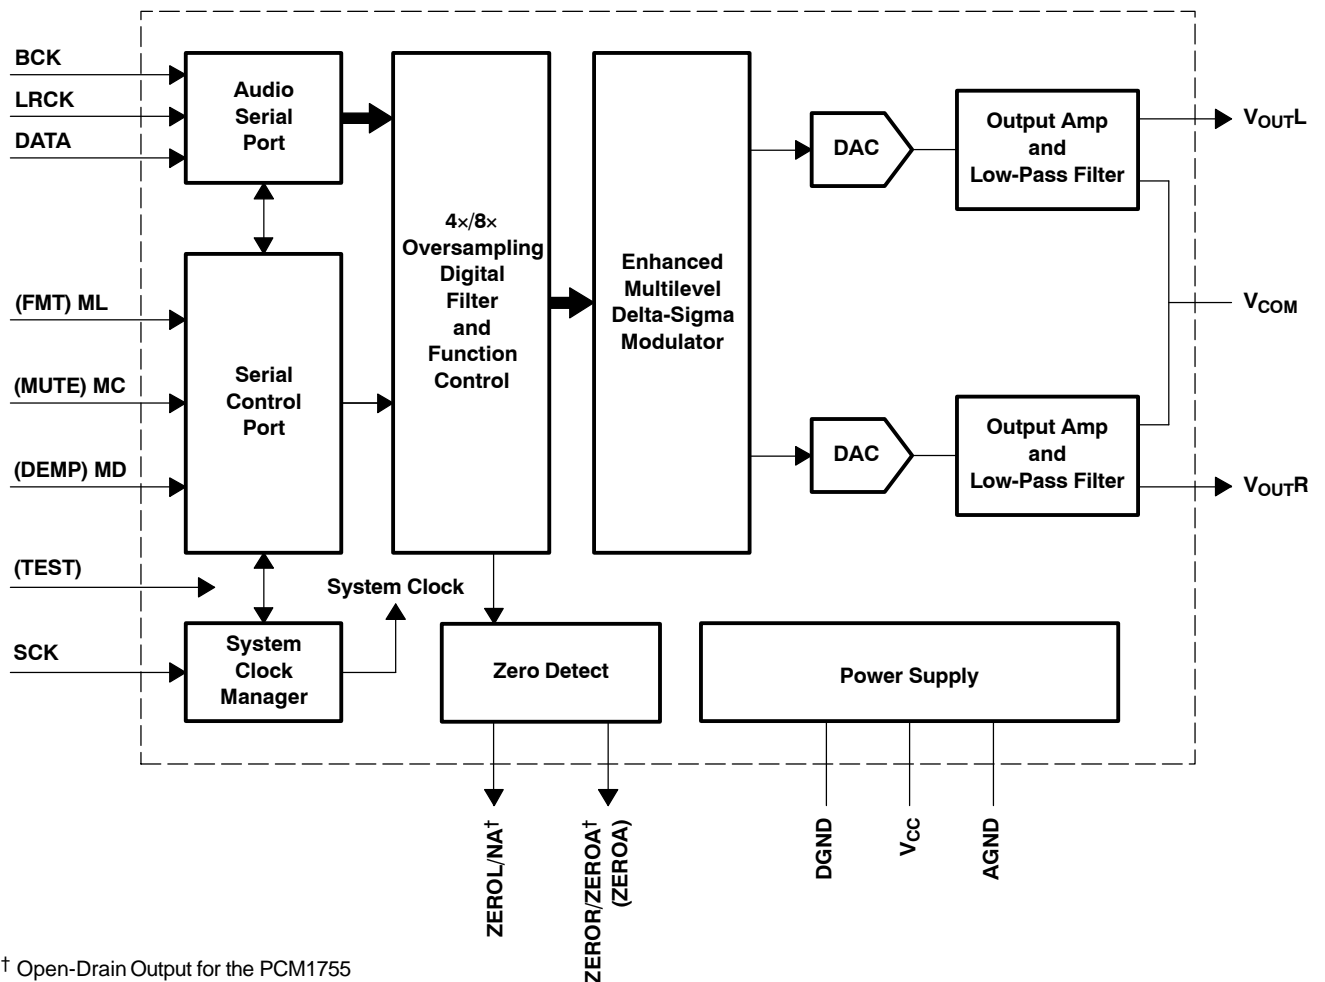 BCK
LRCK
DATA
Audio
Serial
Port
(FMT) ML
(MUTE) MC
(DEMP) MD
Serial
Control
Port
(TEST)
SCK
System
Clock
Manager
System Clock
4×/8×
Oversampling
Digital
Filter
and
Function
Control
Enhanced
Multilevel
Delta-Sigma
Modulator
DAC
Output Amp
and
Low-Pass Filter
VOUTL
VCOM
DAC
Output Amp
and
Low-Pass Filter
VOUTR
Zero Detect
Power Supply
ZEROL/NA†
ZEROR/ZEROA†
(ZEROA)
DGND
VCC
AGND
† Open-Drain Output for the PCM1755